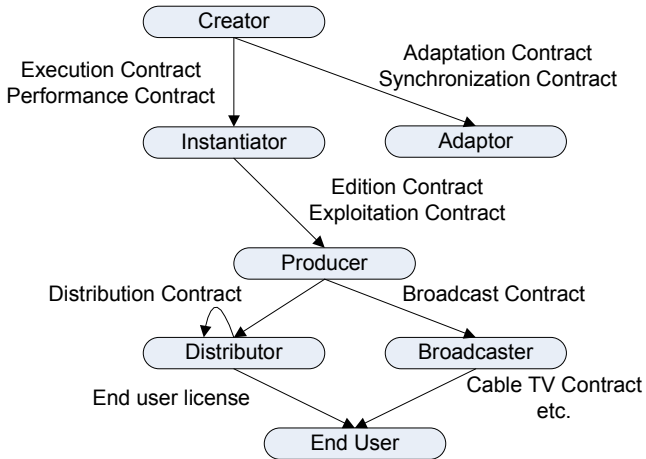 Creator
Execution Contract
Performance Contract
Adaptation Contract
Synchronization Contract
Instantiator
Adaptor
Edition Contract
Exploitation Contract
Producer
Distribution Contract
Broadcast Contract
Distributor
Broadcaster
End user license
Cable TV Contract
etc.
End User